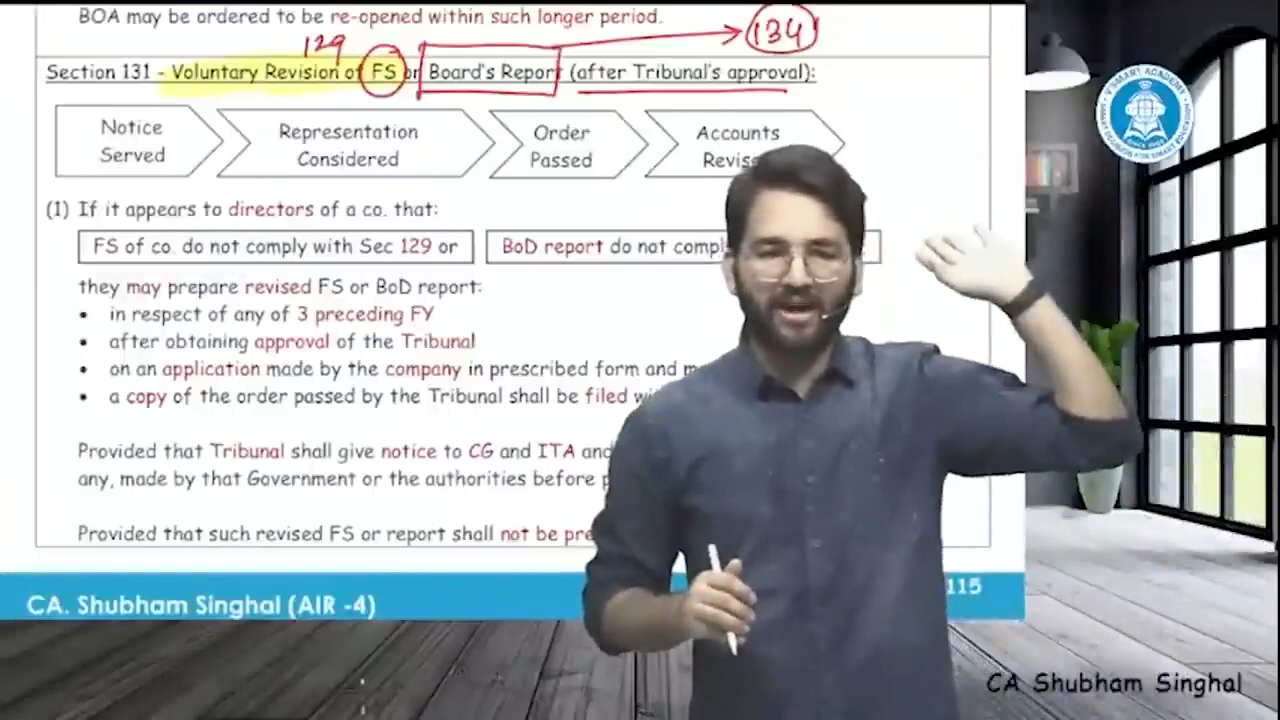 BOA may be ordered to be re-opened within such longer period.
129
134
Section 131 - Voluntary Revision of FS or Board's Report (after Tribunal's approval):
Notice Served
Representation Considered
Order Passed
Accounts
(1) If it appears to directors of a co. that:
FS of co. do not comply with Sec 129 or
BoD report do not
they may prepare revised FS or BoD report:
• in respect of any of 3 preceding FY
• after obtaining approval of the Tribunal
• on an application made by the company in prescribed form and
• a copy of the order passed by the Tribunal shall be filed
Provided that Tribunal shall give notice to CG and ITA and
any, made by that Government or the authorities before
Provided that such revised FS or report shall not be
CA. Shubham Singhal (AIR -4)
115
V'SMART ACADEMY
CA Shubham Singhal